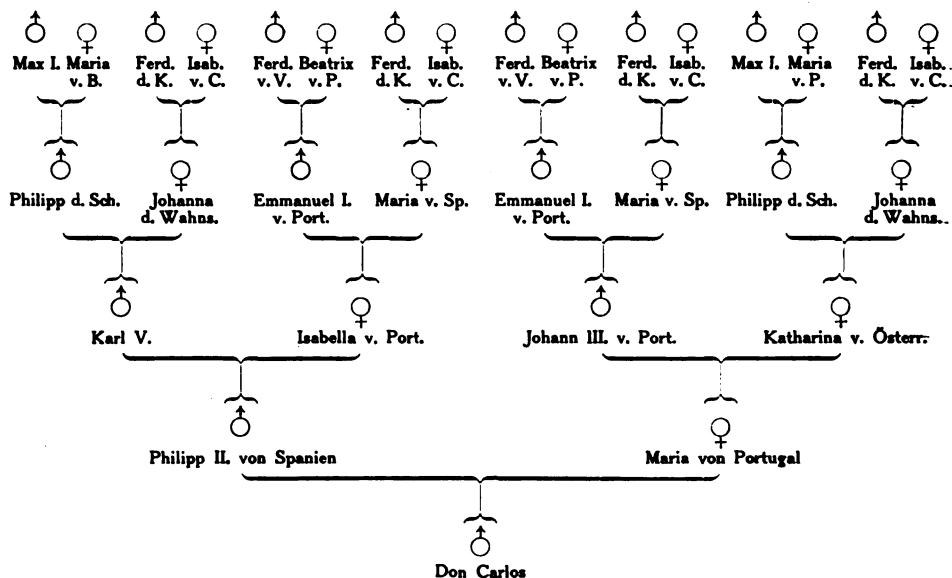 Max I. Maria Ferd. Isab. Ferd. Beatrix Ferd. Isab. Ferd. Beatrix Ferd. Isab. Max I. Maria Ferd. Isab.
v. B. d. K. v. C. v. V. v. P. d. K. v. C. v. V. v. P. d. K. v. C. v. P. d. K. v. C.
Philipp d. Sch. Johanna Emmanuel I. Maria v. Sp. Emmanuel I. Maria v. Sp. Philipp d. Sch. Johanna
d. Wahns. v. Port. v. Port. d. Wahns.
Karl V. Isabella v. Port. Johann III. v. Port. Katharina v. Österr.
Philipp II. von Spanien Maria von Portugal
Don Carlos